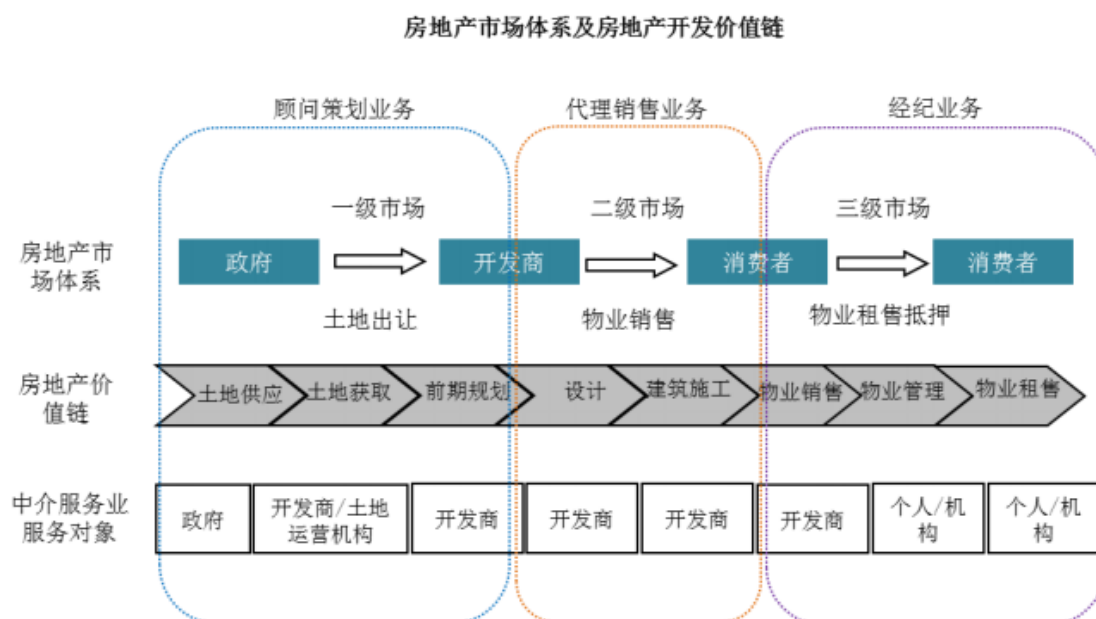 房地产市场体系及房地产开发价值链
顾问策划业务
代理销售业务
经纪业务
一级市场
二级市场
三级市场
房地产市
场体系
政府
开发商
消费者
消费者
土地出让
物业销售
物业租售抵押
房地产价
值链
土地供应
土地获取
前期规划
设计
建筑施工
物业销售
物业管理
物业租售
中介服务业
服务对象
政府
开发商/土地
运营机构
开发商
开发商
开发商
开发商
个人/机
构
个人/机
构